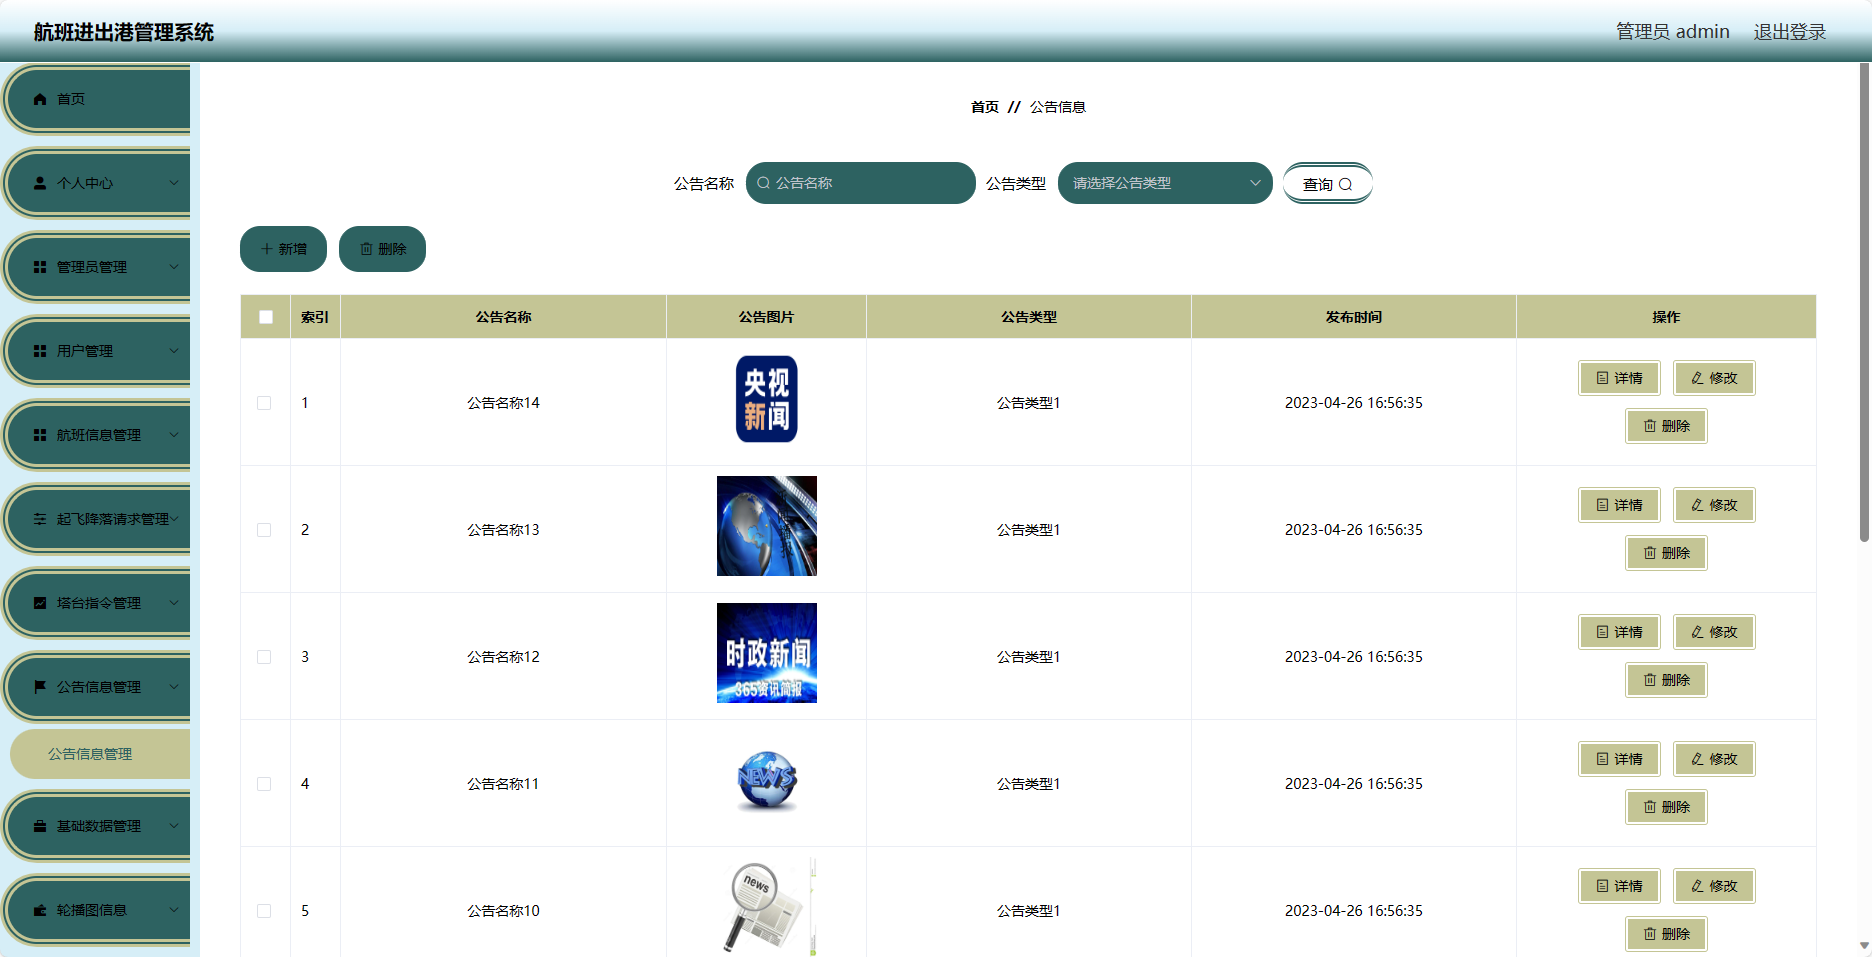 航班进出港管理系统
管理员 admin 退出登录
首页
个人中心
管理员管理
用户管理
航班信息管理
起飞降落请求管理
塔台指令管理
公告信息管理
公告信息管理
基础数据管理
轮播图信息
首页 // 公告信息
公告名称 公告名称 公告类型 请选择公告类型 查询
新增 删除
索引 公告名称 公告图片 公告类型 发布时间 操作
1 公告名称14 央视新闻 公告类型1 2023-04-26 16:56:35 详情 修改 删除
2 公告名称13 公告类型1 2023-04-26 16:56:35 详情 修改 删除
3 公告名称12 时政新闻 365资讯简报 公告类型1 2023-04-26 16:56:35 详情 修改 删除
4 公告名称11 NEWS 公告类型1 2023-04-26 16:56:35 详情 修改 删除
5 公告名称10 news 公告类型1 2023-04-26 16:56:35 详情 修改 删除